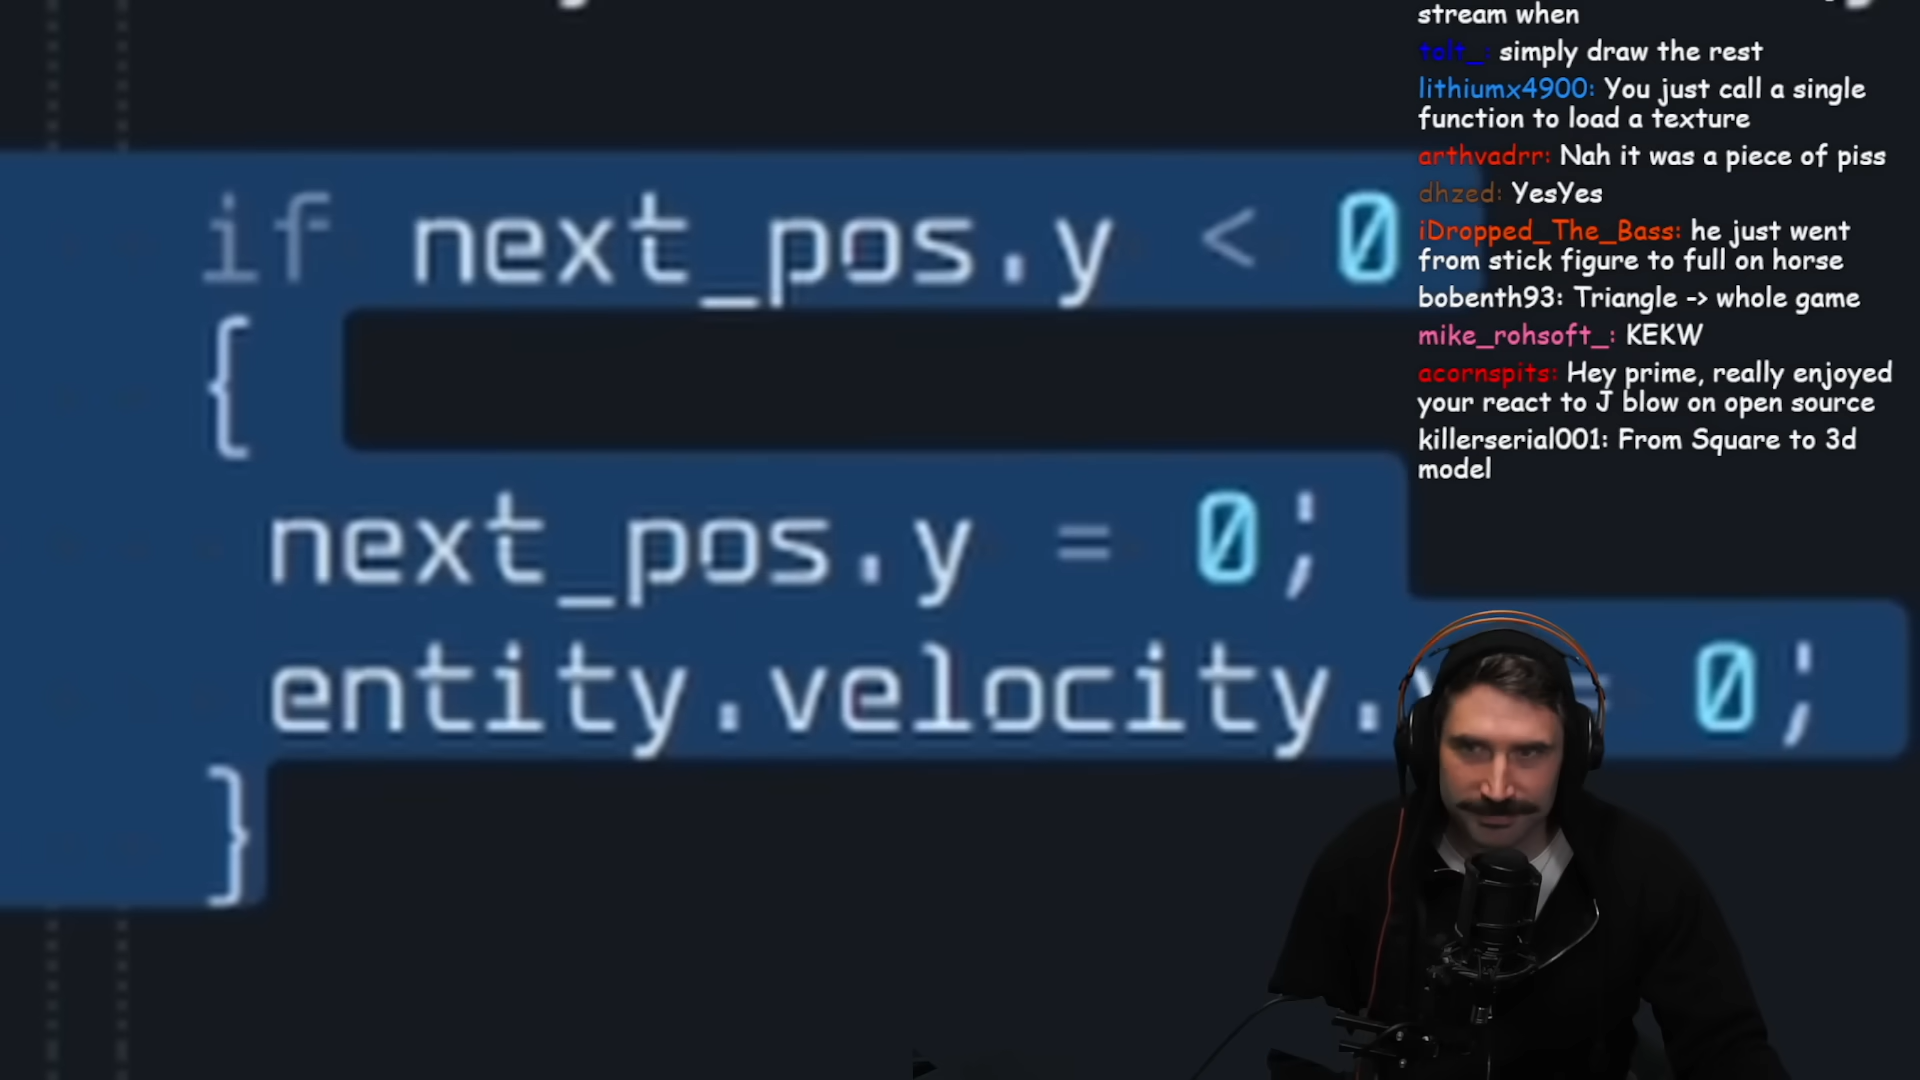 if next_pos.y < 0
{
next_pos.y = 0;
entity.velocity. = 0;
}
stream when
tolt_: simply draw the rest
lithiumx4900: You just call a single
function to load a texture
arthvadrr: Nah it was a piece of piss
dhzed: YesYes
iDropped_The_Bass: he just went
from stick figure to full on horse
bobenth93: Triangle -> whole game
mike_rohsoft_: KEKW
acornspits: Hey prime, really enjoyed
your react to J blow on open source
killerserial001: From Square to 3d
model